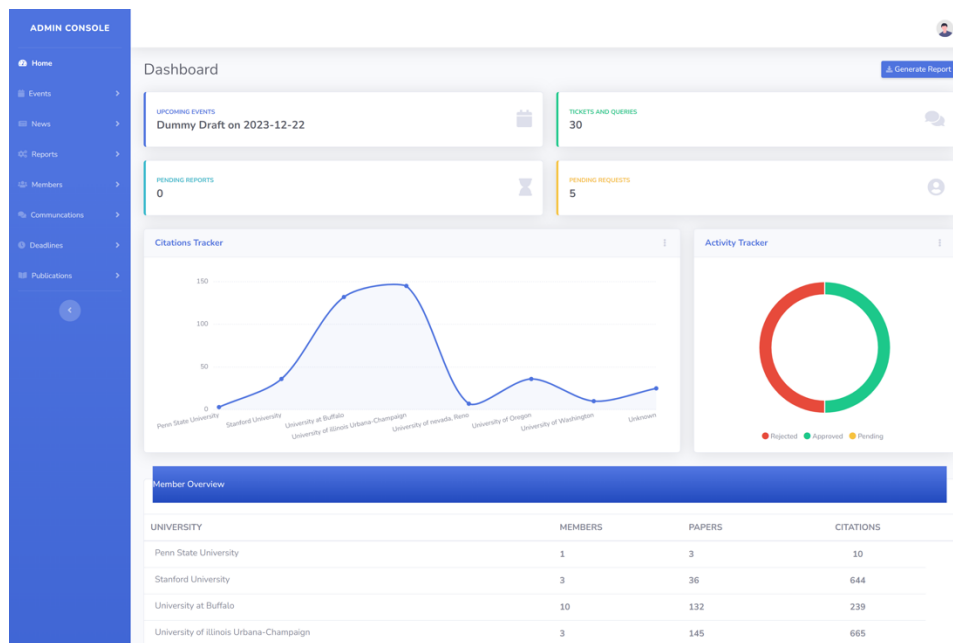 ADMIN CONSOLE
Home
Events
News
Reports
Members
Communcations
Deadlines
Publications
Dashboard
Generate Report
UPCOMING EVENTS
Dummy Draft on 2023-12-22
TICKETS AND QUERIES
30
PENDING REPORTS
0
PENDING REQUESTS
5
Citations Tracker
150
100
50
0
Penn State University
Stanford University
University at Buffalo
University of illinois Urbana-Champaign
University of nevada, Reno
University of Oregon
University of Washington
Unknown
Activity Tracker
Rejected Approved Pending
Member Overview
UNIVERSITY MEMBERS PAPERS CITATIONS
Penn State University 1 3 10
Stanford University 3 36 644
University at Buffalo 10 132 239
University of illinois Urbana-Champaign 3 145 665